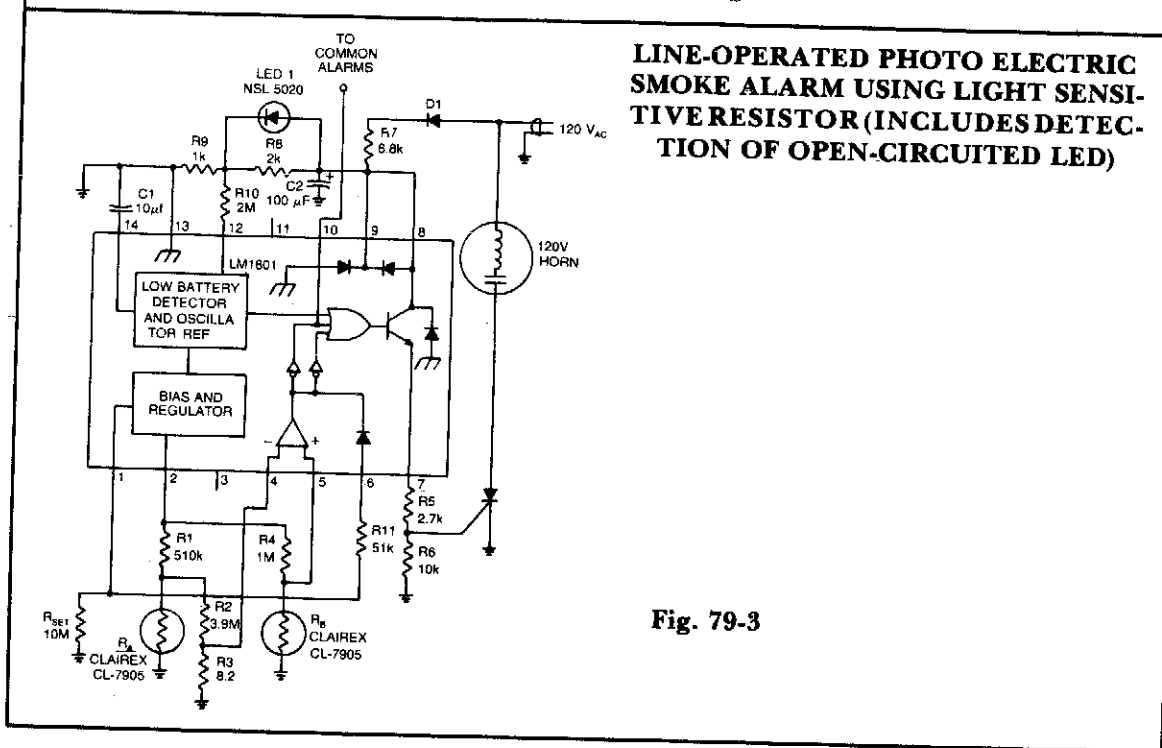 LINE-OPERATED PHOTO ELECTRIC
SMOKE ALARM USING LIGHT SENSI-
TIVE RESISTOR (INCLUDES DETEC-
TION OF OPEN-CIRCUITED LED)
TO
COMMON
ALARMS
LED 1
NSL 5020
D1
R7
6.8k
120 VAC
R9
1k
R8
2k
C2
100 µF
+
C1
10µf
R10
2M
14
13
12
11
10
9
8
120V
HORN
LM1801
LOW BATTERY
DETECTOR
AND OSCILLA
TOR REF
BIAS AND
REGULATOR
-
+
1
2
3
4
5
6
7
R5
2.7k
R1
510k
R4
1M
R11
51k
R6
10k
RSET
10M
R2
3.9M
RA
CLAIREX
CL-7905
RB
CLAIREX
CL-7905
R3
8.2
Fig. 79-3